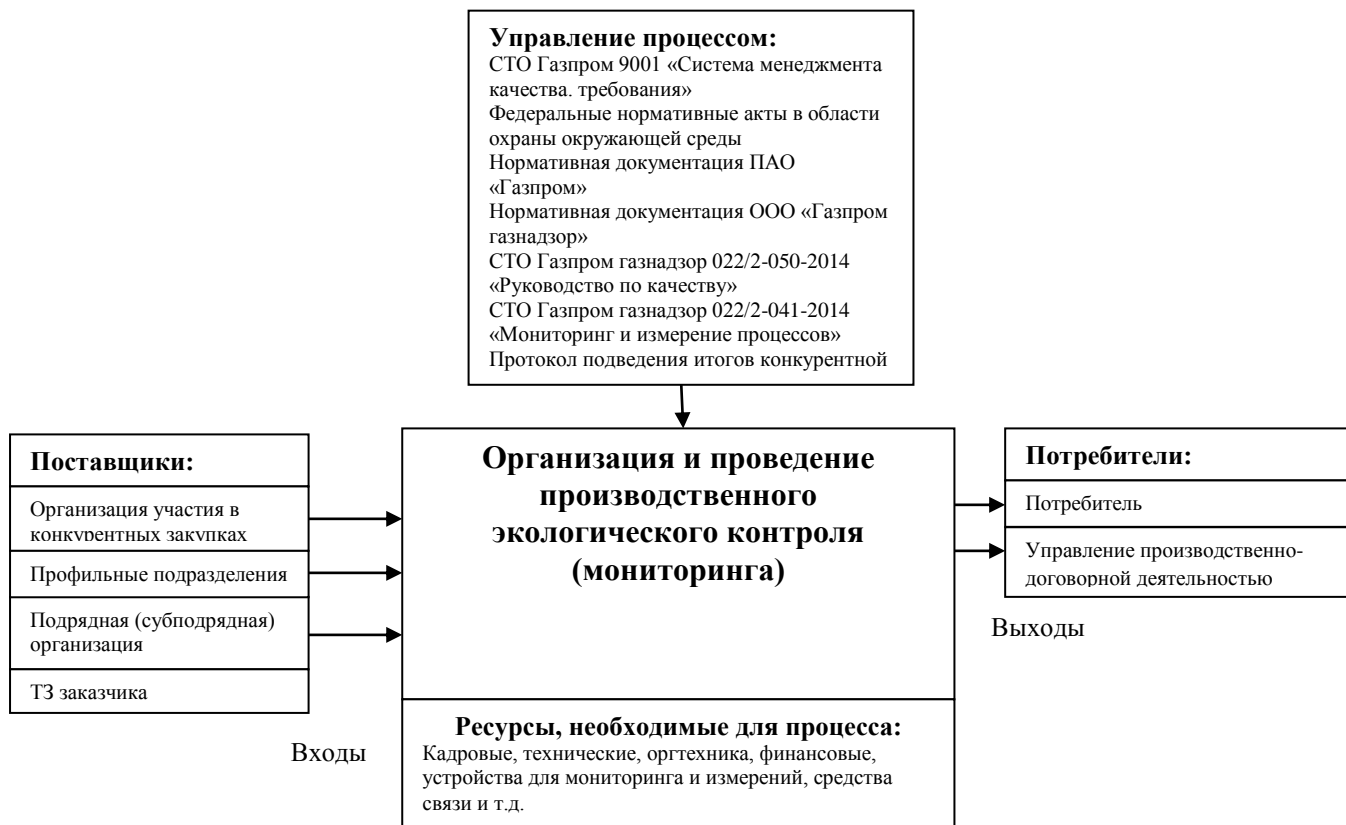 Управление процессом:
СТО Газпром 9001 «Система менеджмента
качества. требования»
Федеральные нормативные акты в области
охраны окружающей среды
Нормативная документация ПАО
«Газпром»
Нормативная документация ООО «Газпром
газнадзор»
СТО Газпром газнадзор 022/2-050-2014
«Руководство по качеству»
СТО Газпром газнадзор 022/2-041-2014
«Мониторинг и измерение процессов»
Протокол подведения итогов конкурентной
Поставщики:
Организация участия в
конкурентных закупках
Профильные подразделения
Подрядная (субподрядная)
организация
ТЗ заказчика
Входы
Организация и проведение
производственного
экологического контроля
(мониторинга)
Ресурсы, необходимые для процесса:
Кадровые, технические, оргтехника, финансовые,
устройства для мониторинга и измерений, средства
связи и т.д.
Потребители:
Потребитель
Управление производственно-
договорной деятельностью
Выходы